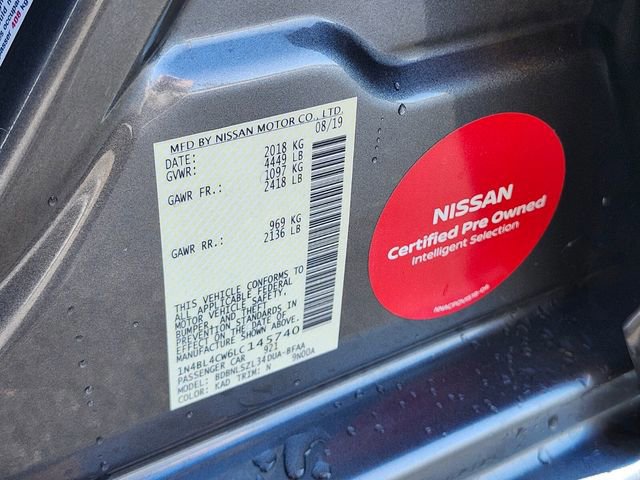 MFD BY NISSAN MOTOR CO., LTD.
DATE: 08/19
GVWR: 2018 KG
4449 LB
GAWR FR.: 1097 KG
2418 LB
GAWR RR.: 969 KG
2136 LB
THIS VEHICLE CONFORMS TO
ALL APPLICABLE FEDERAL
MOTOR VEHICLE SAFETY,
BUMPER, AND THEFT
PREVENTION STANDARDS IN
EFFECT ON THE DATE OF
MANUFACTURE SHOWN ABOVE.
1N4BL4CW6LC145740
PASSENGER CAR 921
MODEL: BDBNLSZL34DUA-BFAA
COLOR: KAD TRIM: N 9N00A
NISSAN
Certified Pre Owned
Intelligent Selection
408